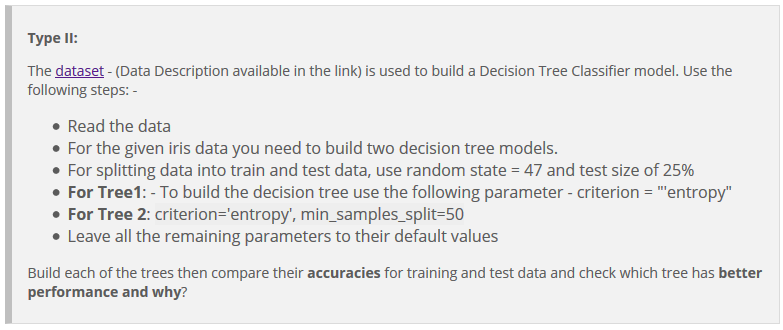 Type II:
The dataset - (Data Description available in the link) is used to build a Decision Tree Classifier model. Use the
following steps: -
• Read the data
• For the given iris data you need to build two decision tree models.
• For splitting data into train and test data, use random state = 47 and test size of 25%
• For Tree1: - To build the decision tree use the following parameter - criterion = "'entropy"
• For Tree 2: criterion='entropy', min_samples_split=50
• Leave all the remaining parameters to their default values
Build each of the trees then compare their accuracies for training and test data and check which tree has better
performance and why?